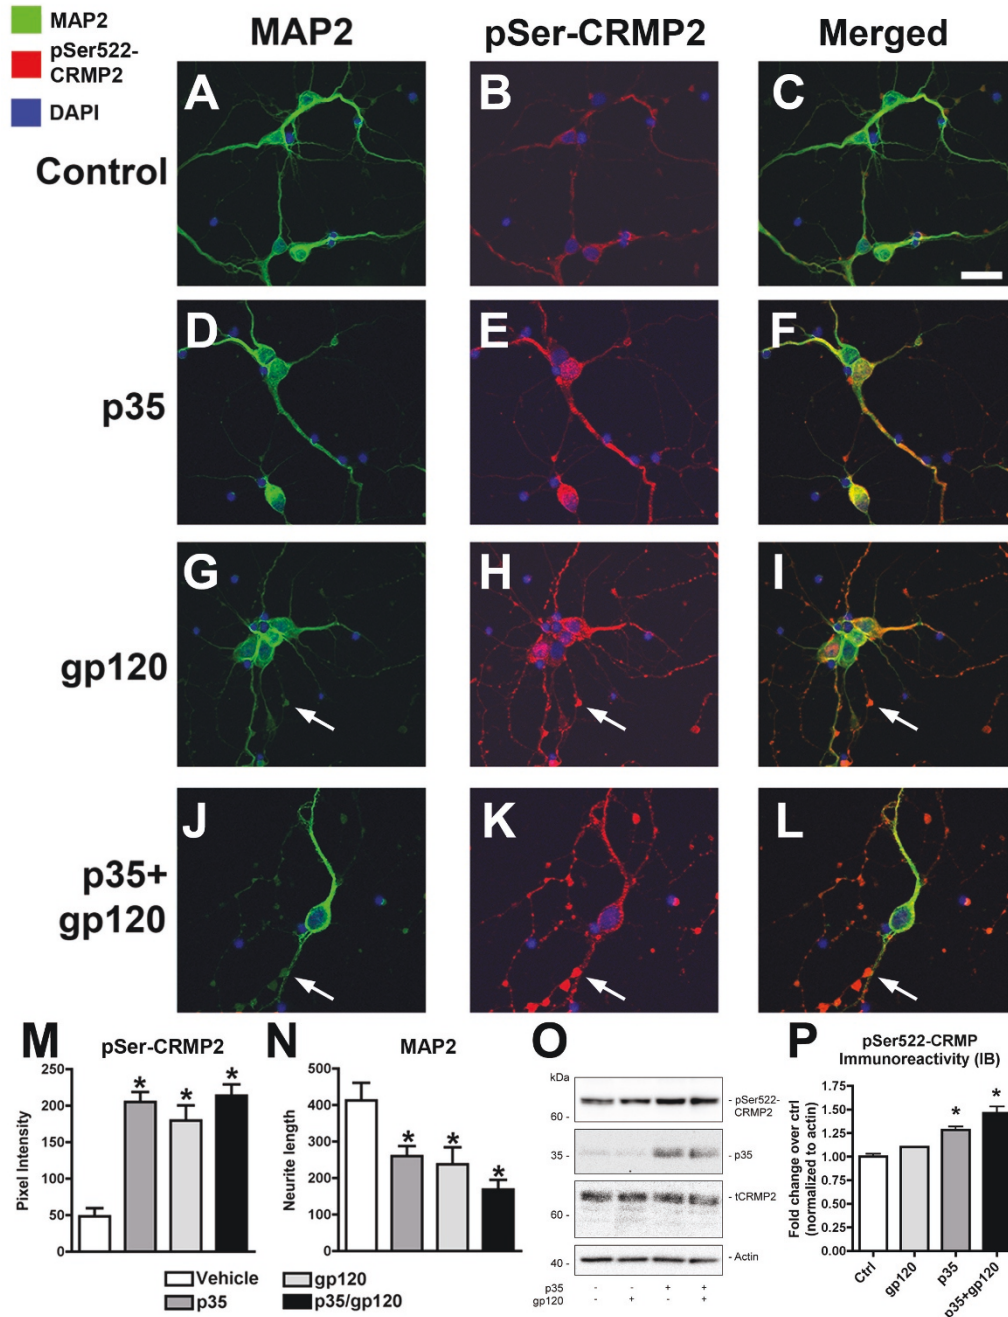 MAP2
pSer522-
CRMP2
DAPI
MAP2 pSer-CRMP2 Merged
Control
A B C
p35
D E F
gp120
G H I
p35+
gp120
J K L
M
pSer-CRMP2
Pixel Intensity
250
200
150
100
50
0
* * *
N
MAP2
Neurite length
500
400
300
200
100
0
* * *
Vehicle
p35
gp120
p35/gp120
O
kDa
60 -
- pSer522-
CRMP2
35 -
- p35
60 -
- tCRMP2
40 -
- Actin
p35 - - + +
gp120 - + - +
P
pSer522-CRMP
Immunoreactivity (IB)
Fold change over ctrl
(normalized to actin)
1.75
1.50
1.25
1.00
0.75
0.50
0.25
0.00
* *
Ctrl
gp120
p35
p35+gp120